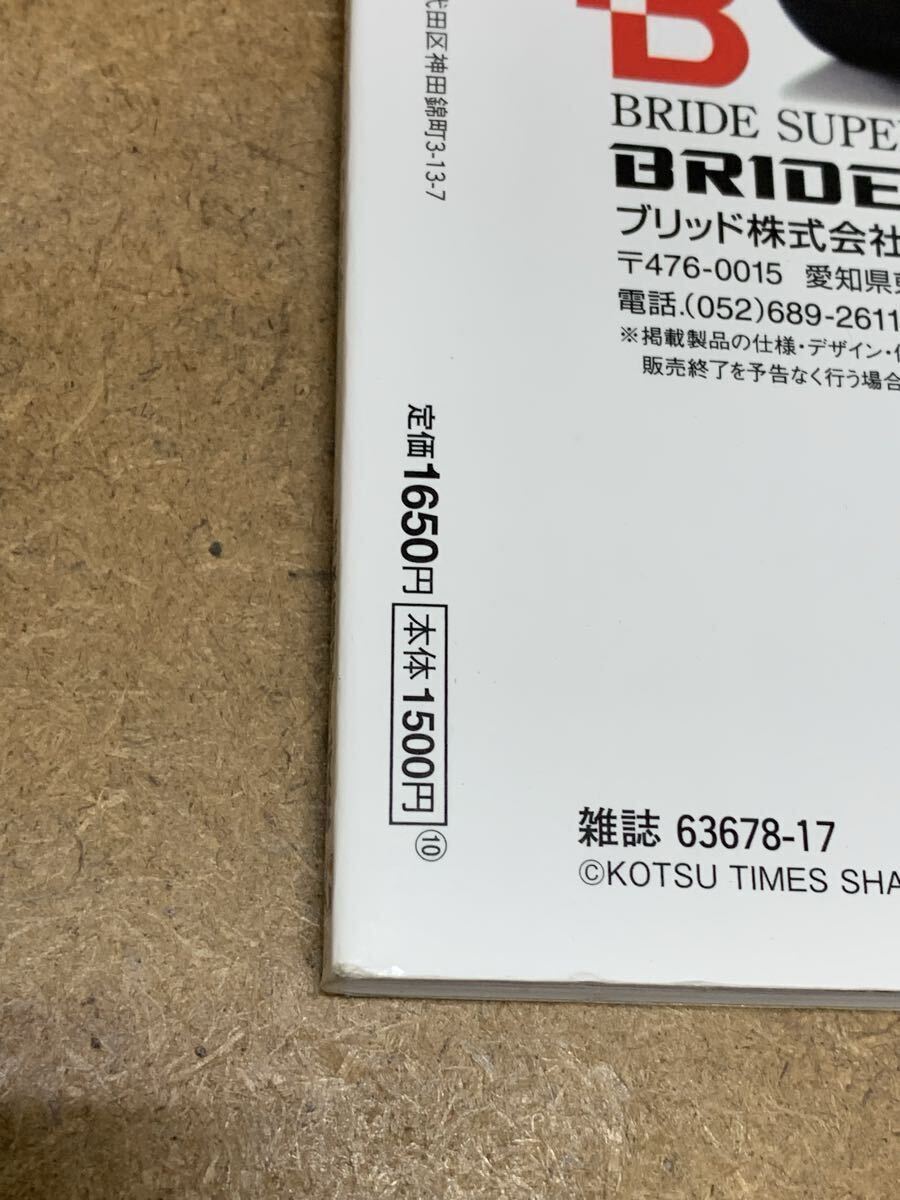 代田区神田錦町3-13-7
B
BRIDE SUPE
BRIDE
ブリッド株式会社
〒476-0015 愛知県東
電話.(052)689-2611
※掲載製品の仕様・デザイン・価
販売終了を予告なく行う場合
定価1650円 本体1500円 ⑩
雑誌 63678-17
©KOTSU TIMES SHA